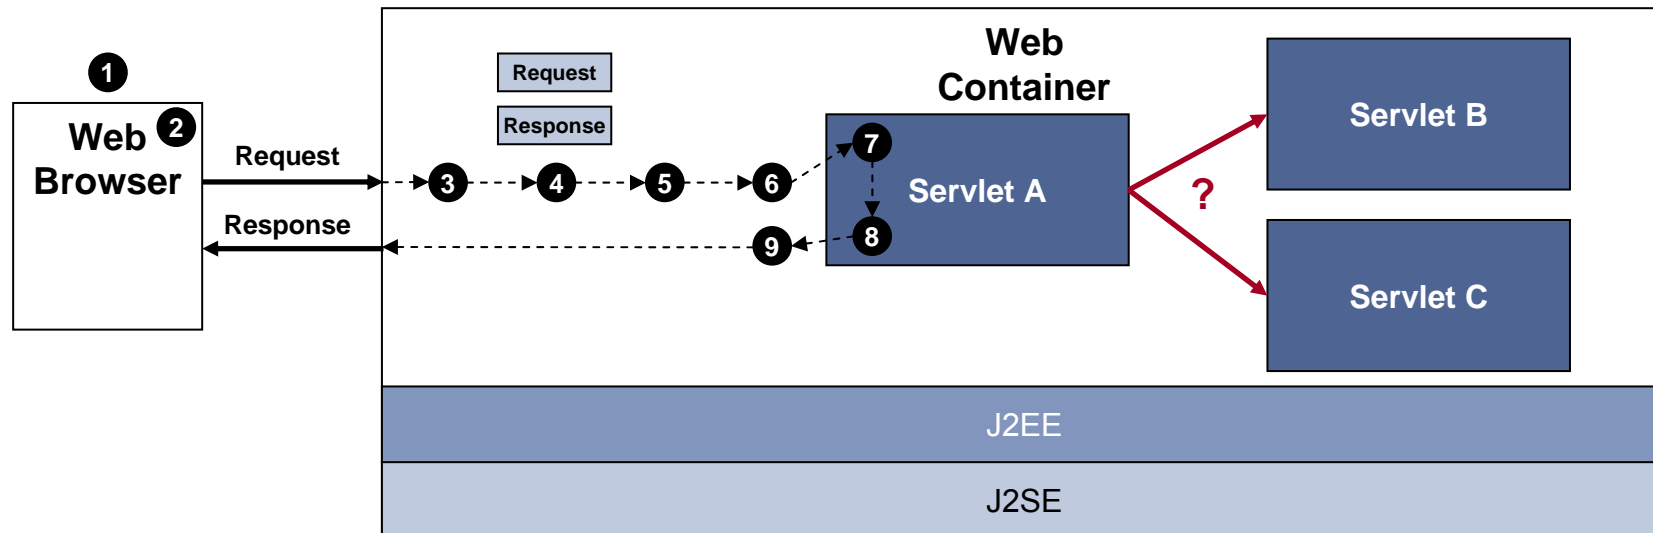 1
2
Web
Browser
Request
Response
Request
Response
3
4
5
6
7
8
9
Web
Container
Servlet A
?
Servlet B
Servlet C
J2EE
J2SE